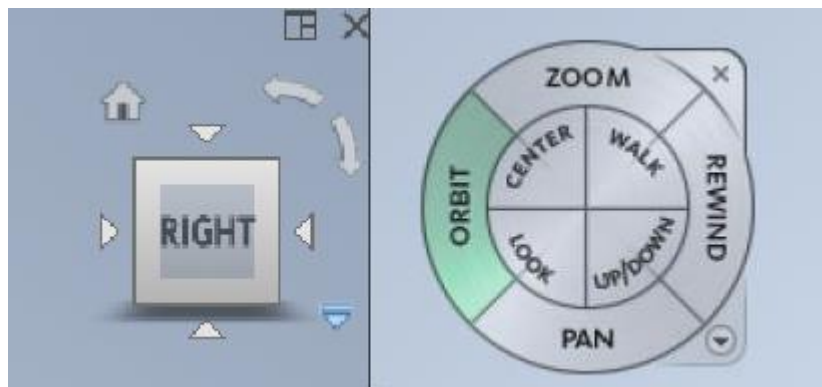 RIGHT
ZOOM
CENTER
WALK
ORBIT
REWIND
LOOK
UP/DOWN
PAN